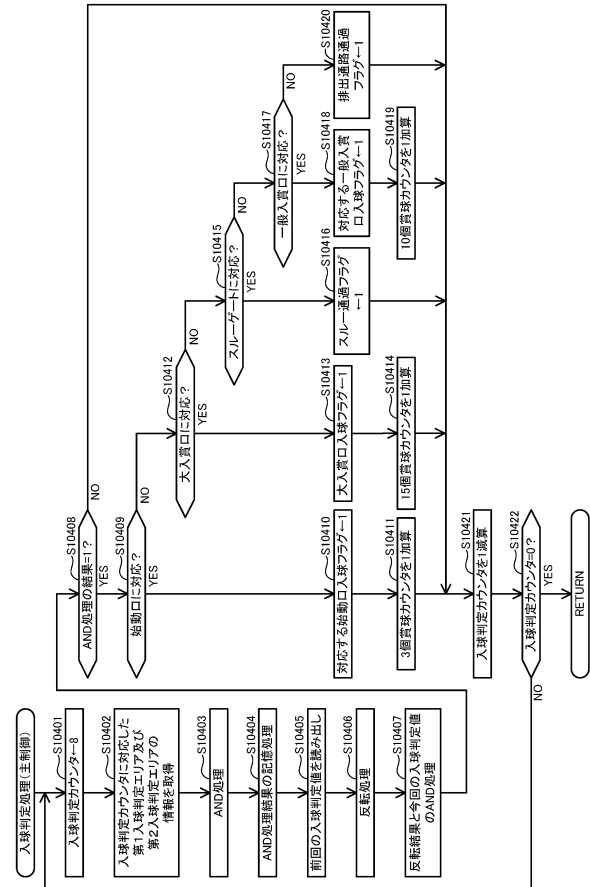 入球判定処理(主制御)
S10401
入球判定カウンタ←8
S10402
入球判定カウンタに対応した
第1入球判定エリア及び
第2入球判定エリアの
情報を取得
S10403
AND処理
S10404
AND処理結果の記憶処理
S10405
前回の入球判定値を読み出し
S10406
反転処理
S10407
反転結果と今回の入球判定値
のAND処理
S10408
AND処理の結果=1?
NO
YES
S10409
始動口に対応?
NO
YES
S10410
対応する始動口入球フラグ←1
S10411
3個賞球カウンタを1加算
S10412
大入賞口に対応?
NO
YES
S10413
大入賞口入球フラグ←1
S10414
15個賞球カウンタを1加算
S10415
スルーゲートに対応?
NO
YES
S10416
スルー通過フラグ
←1
S10417
一般入賞口に対応?
NO
YES
S10418
対応する一般入賞
口入球フラグ←1
S10419
10個賞球カウンタを1加算
S10420
排出通路通過
フラグ←1
S10421
入球判定カウンタを1減算
S10422
入球判定カウンタ=0?
NO
YES
RETURN